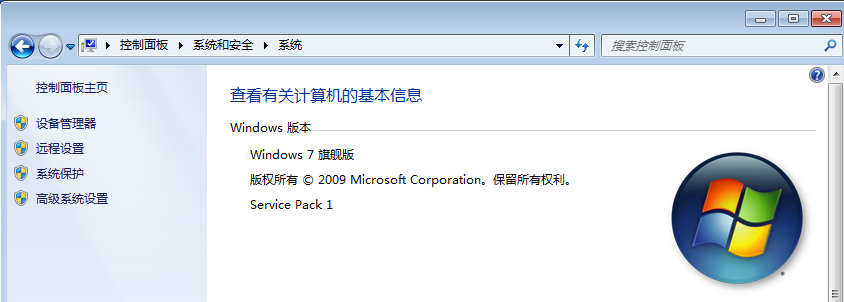 控制面板 系统和安全 系统
搜索控制面板
控制面板主页
设备管理器
远程设置
系统保护
高级系统设置
查看有关计算机的基本信息
Windows 版本
Windows 7 旗舰版
版权所有 © 2009 Microsoft Corporation。保留所有权利。
Service Pack 1